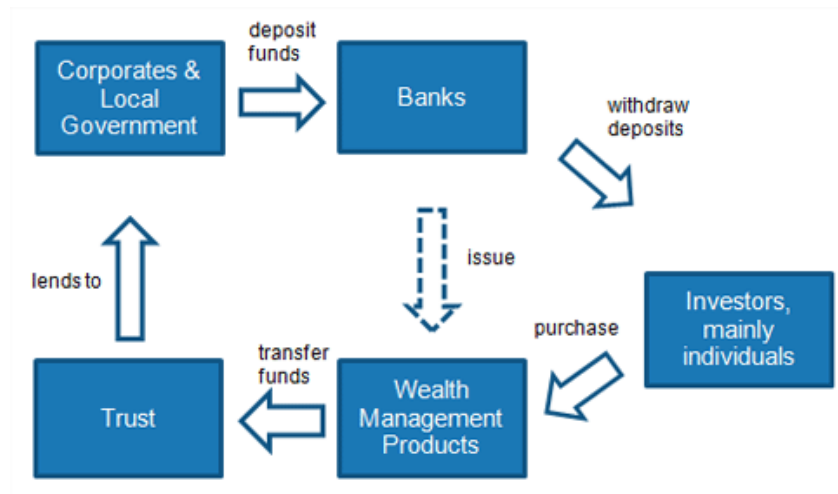 deposit
funds
Corporates &
Local
Government
Banks
withdraw
deposits
lends to
issue
Investors,
mainly
individuals
purchase
transfer
funds
Trust
Wealth
Management
Products